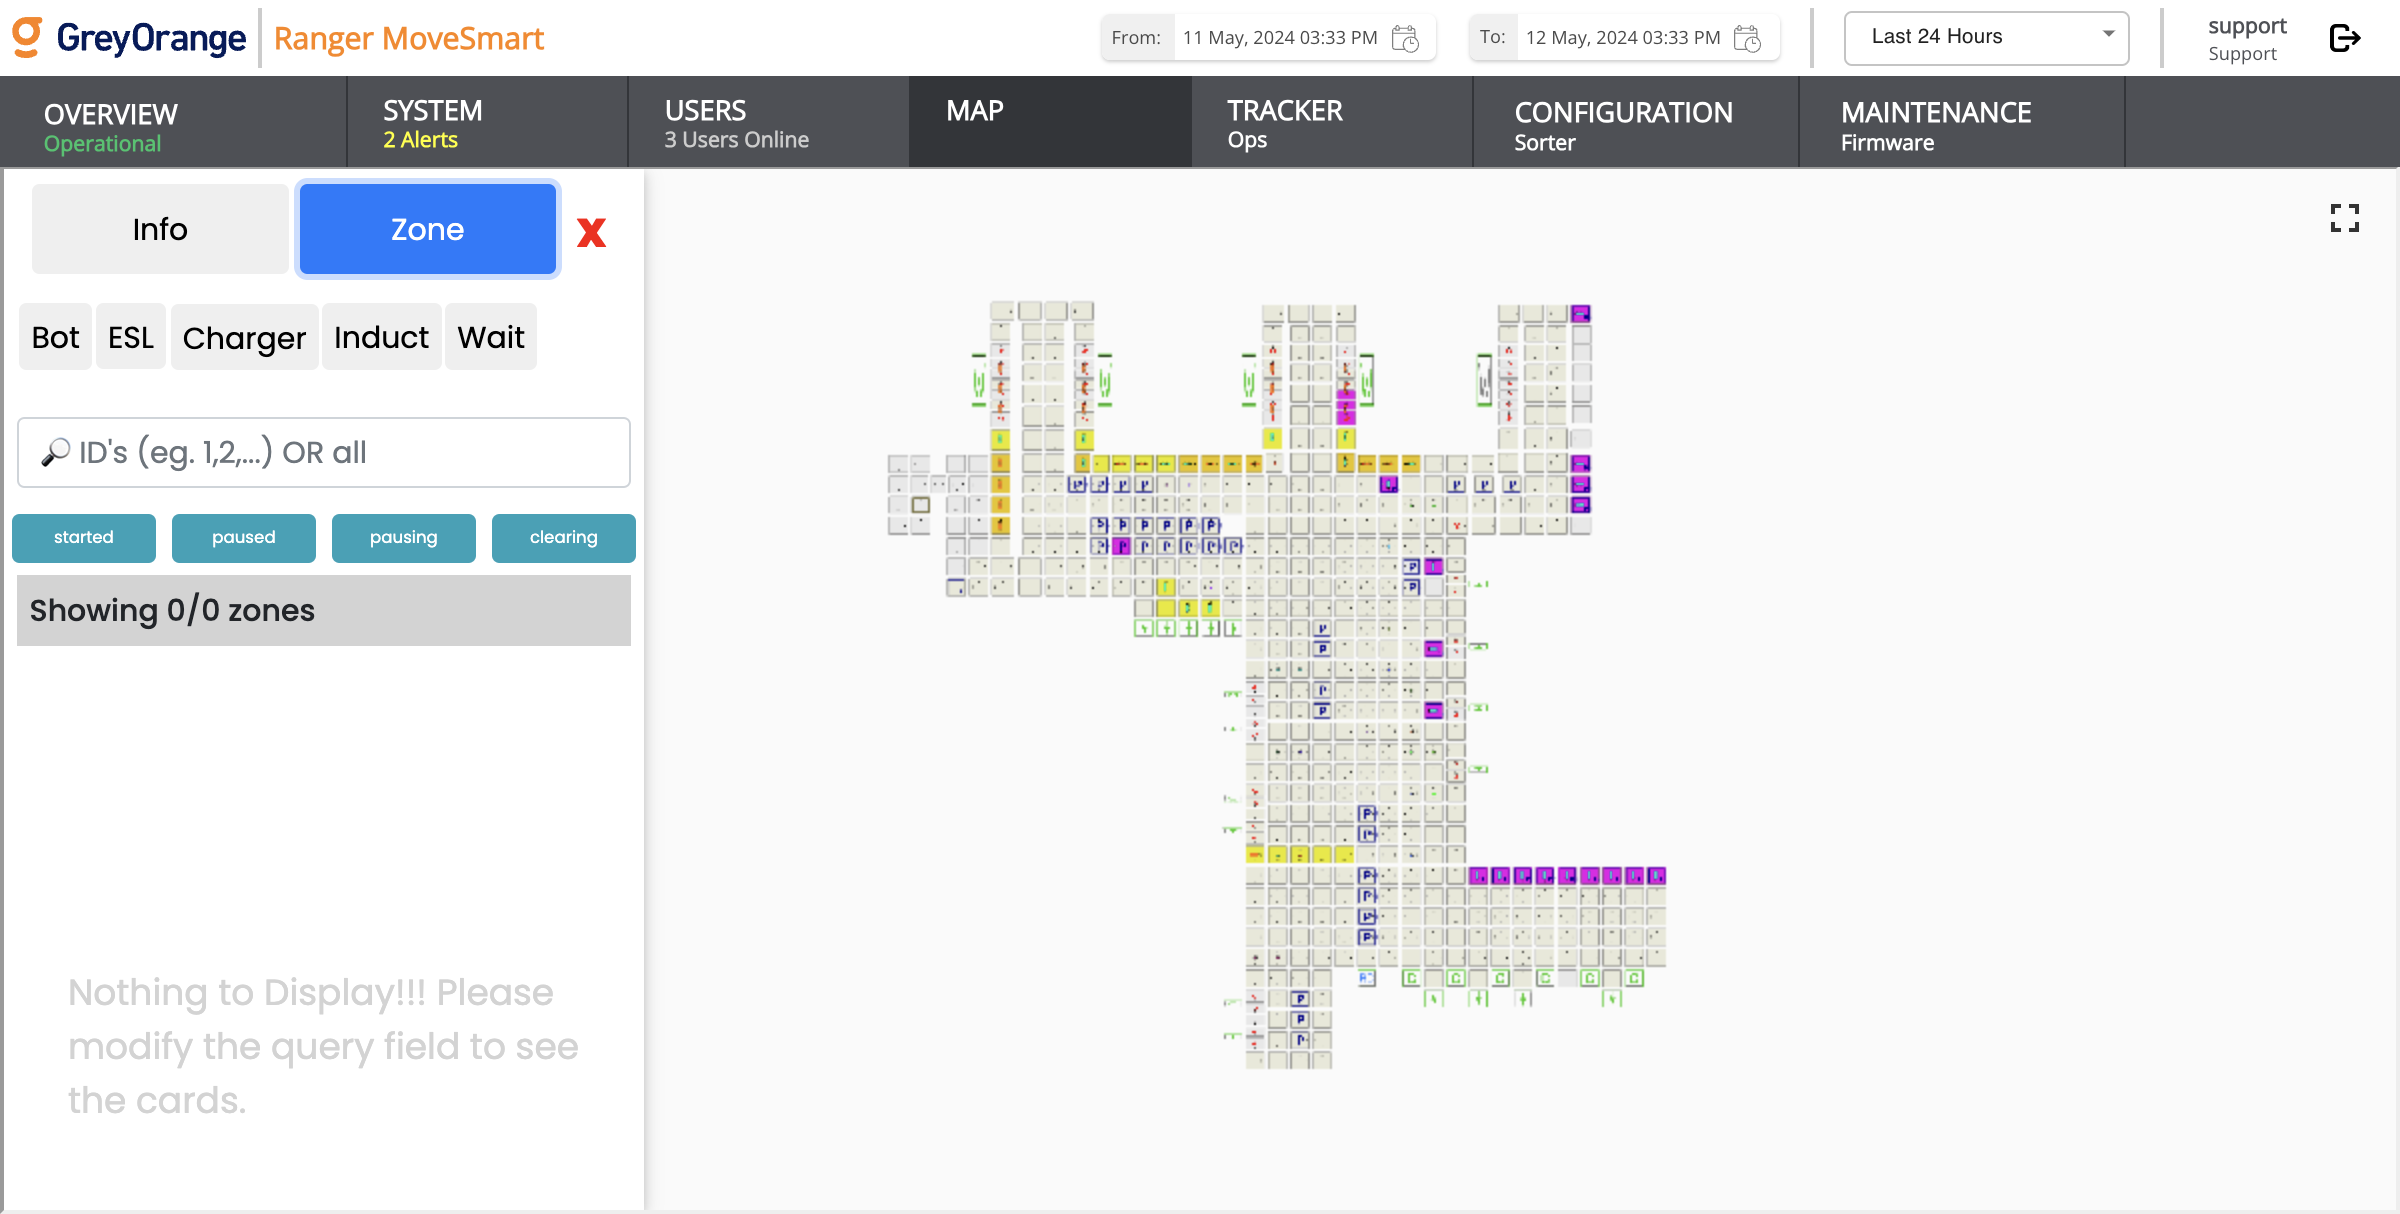 GreyOrange
Ranger MoveSmart
From: 11 May, 2024 03:33 PM
To: 12 May, 2024 03:33 PM
Last 24 Hours
support
Support
OVERVIEW
Operational
SYSTEM
2 Alerts
USERS
3 Users Online
MAP
TRACKER
Ops
CONFIGURATION
Sorter
MAINTENANCE
Firmware
Info
Zone
X
Bot
ESL
Charger
Induct
Wait
ID's (eg. 1,2,...) OR all
started
paused
pausing
clearing
Showing 0/0 zones
Nothing to Display!!! Please
modify the query field to see
the cards.